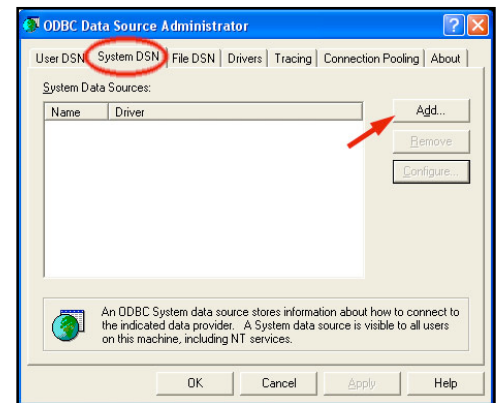 ODBC Data Source Administrator
User DSN System DSN File DSN Drivers Tracing Connection Pooling About
System Data Sources:
Name Driver
Add...
Remove
Configure...
An ODBC System data source stores information about how to connect to
the indicated data provider. A System data source is visible to all users
on this machine, including NT services.
OK Cancel Apply Help